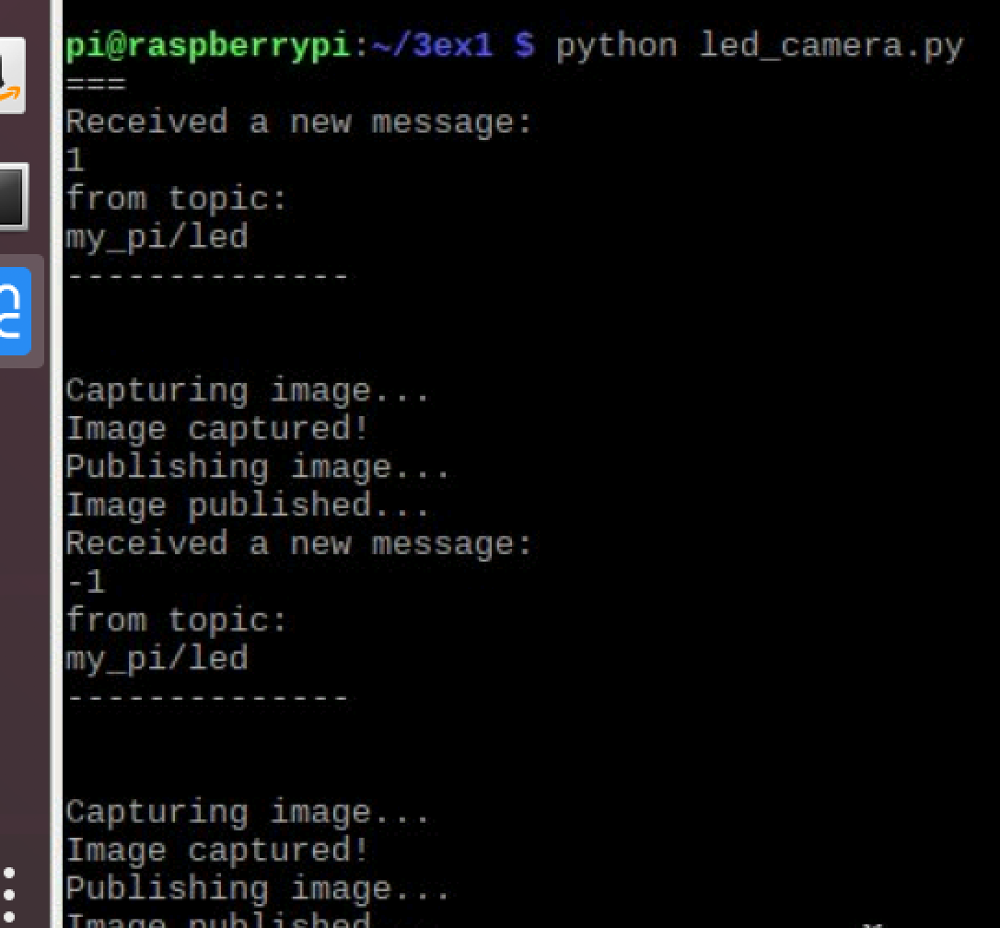 pi@raspberrypi:~/3ex1 $ python led_camera.py
===
Received a new message:
1
from topic:
my_pi/led
--------------
Capturing image...
Image captured!
Publishing image...
Image published...
Received a new message:
-1
from topic:
my_pi/led
--------------
Capturing image...
Image captured!
Publishing image...
Image published...